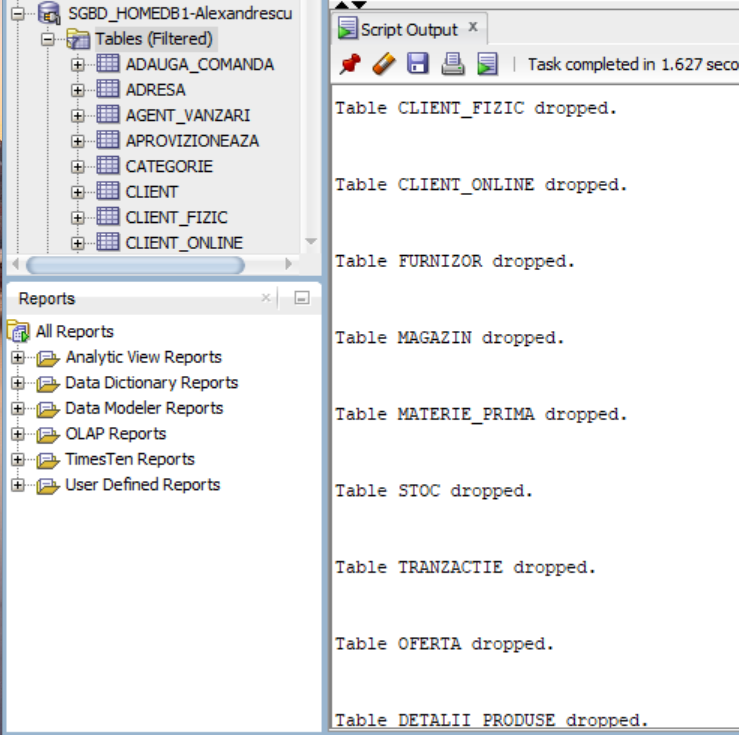 SGBD_HOMEDB1-Alexandrescu
Tables (Filtered)
ADAUGA_COMANDA
ADRESA
AGENT_VANZARI
APROVIZIONEAZA
CATEGORIE
CLIENT
CLIENT_FIZIC
CLIENT_ONLINE
Reports
All Reports
Analytic View Reports
Data Dictionary Reports
Data Modeler Reports
OLAP Reports
TimesTen Reports
User Defined Reports
Script Output
Task completed in 1.627 seco
Table CLIENT_FIZIC dropped.
Table CLIENT_ONLINE dropped.
Table FURNIZOR dropped.
Table MAGAZIN dropped.
Table MATERIE_PRIMA dropped.
Table STOC dropped.
Table TRANZACTIE dropped.
Table OFERTA dropped.
Table DETALII_PRODUSE dropped.